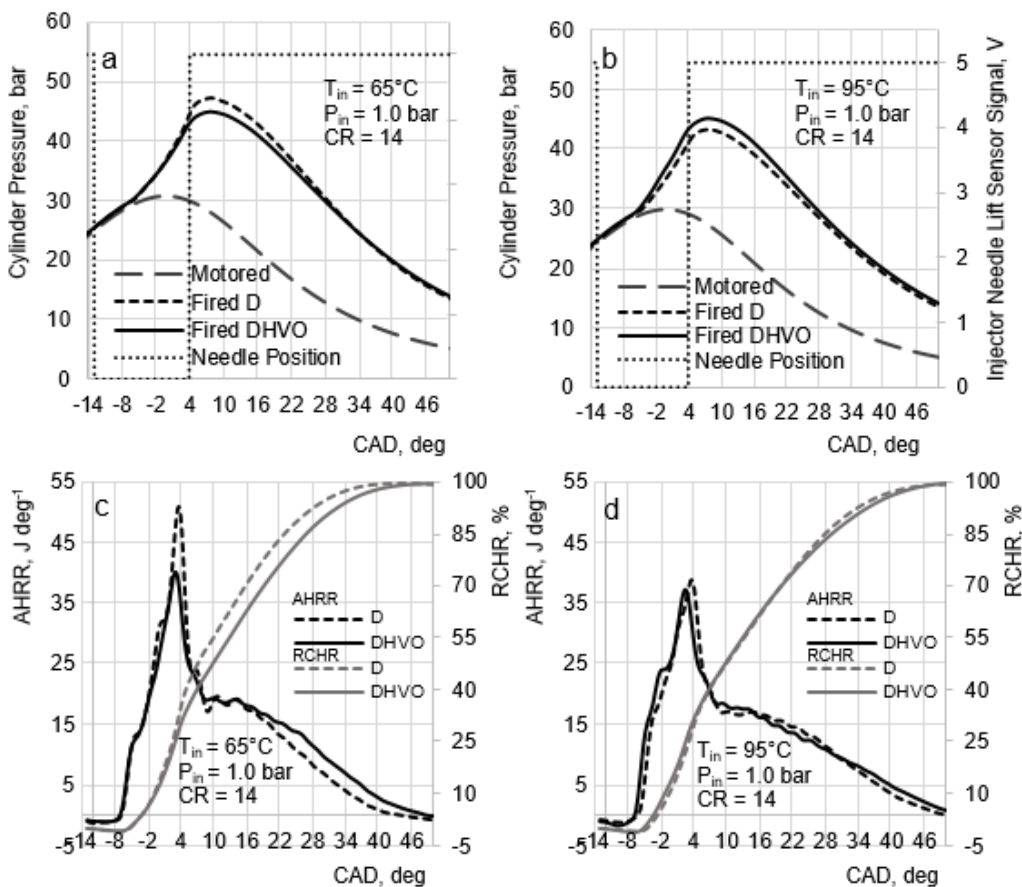 a
Cylinder Pressure, bar
60
50
40
30
20
10
0
T_in = 65°C
P_in = 1.0 bar
CR = 14
Motored
Fired D
Fired DHVO
Needle Position
-14 -8 -2 4 10 16 22 28 34 40 46
CAD, deg
b
Cylinder Pressure, bar
60
50
40
30
20
10
0
T_in = 95°C
P_in = 1.0 bar
CR = 14
Motored
Fired D
Fired DHVO
Needle Position
5
4
3
2
1
0
Injector Needle Lift Sensor Signal, V
-14 -8 -2 4 10 16 22 28 34 40 46
CAD, deg
c
AHRR, J deg⁻¹
55
45
35
25
15
5
-5
AHRR
D
DHVO
RCHR
D
DHVO
T_in = 65°C
P_in = 1.0 bar
CR = 14
100
85
70
55
40
25
10
-5
RCHR, %
-14 -8 -2 4 10 16 22 28 34 40 46
CAD, deg
d
AHRR, J deg⁻¹
55
45
35
25
15
5
-5
AHRR
D
DHVO
RCHR
D
DHVO
T_in = 95°C
P_in = 1.0 bar
CR = 14
100
85
70
55
40
25
10
-5
RCHR, %
-14 -8 -2 4 10 16 22 28 34 40 46
CAD, deg